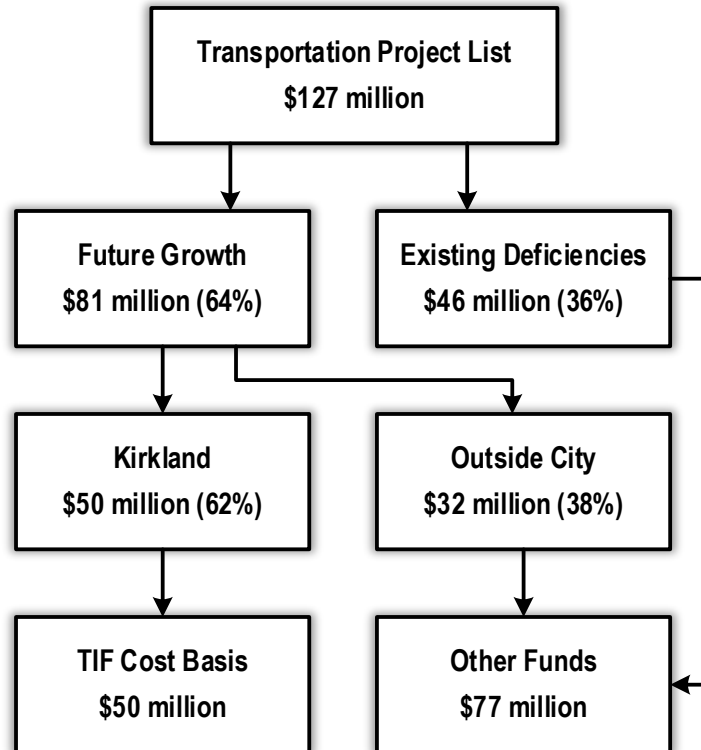 Transportation Project List
$127 million
Future Growth
$81 million (64%)
Existing Deficiencies
$46 million (36%)
Kirkland
$50 million (62%)
Outside City
$32 million (38%)
TIF Cost Basis
$50 million
Other Funds
$77 million